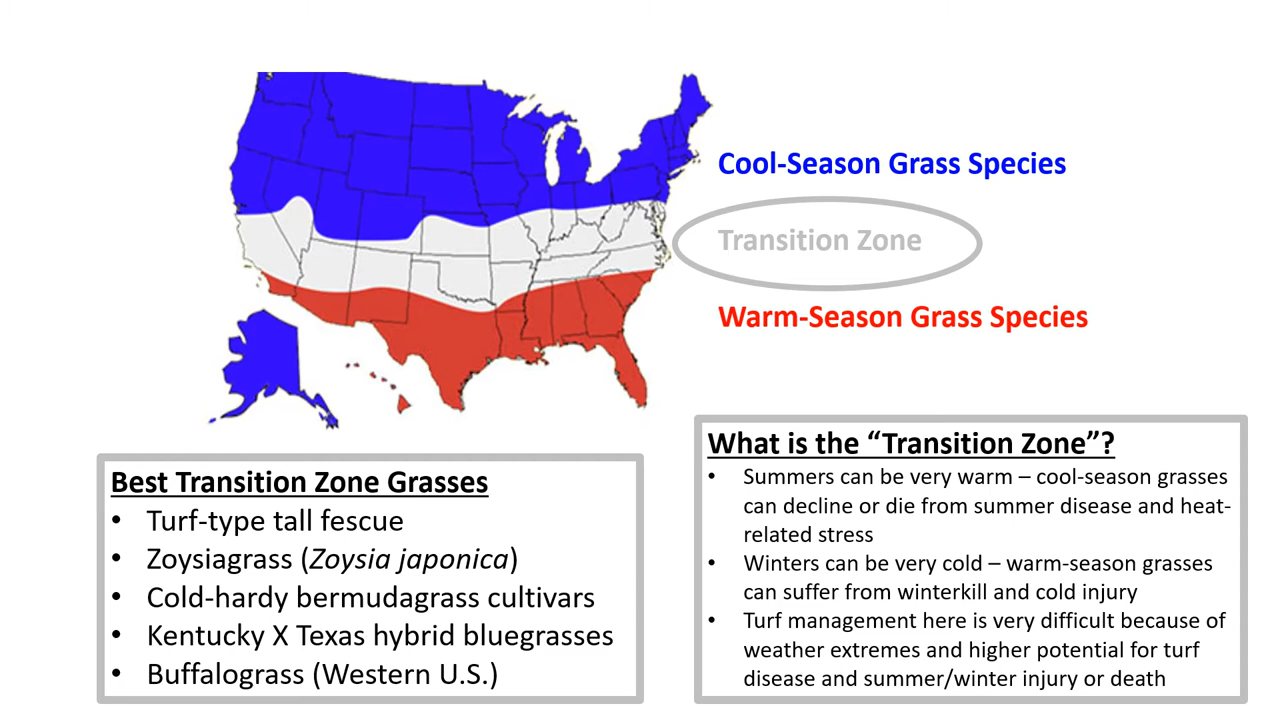 Cool-Season Grass Species
Transition Zone
Warm-Season Grass Species
Best Transition Zone Grasses
• Turf-type tall fescue
• Zoysiagrass (Zoysia japonica)
• Cold-hardy bermudagrass cultivars
• Kentucky X Texas hybrid bluegrasses
• Buffalograss (Western U.S.)
What is the “Transition Zone”?
• Summers can be very warm – cool-season grasses
can decline or die from summer disease and heat-
related stress
• Winters can be very cold – warm-season grasses
can suffer from winterkill and cold injury
• Turf management here is very difficult because of
weather extremes and higher potential for turf
disease and summer/winter injury or death